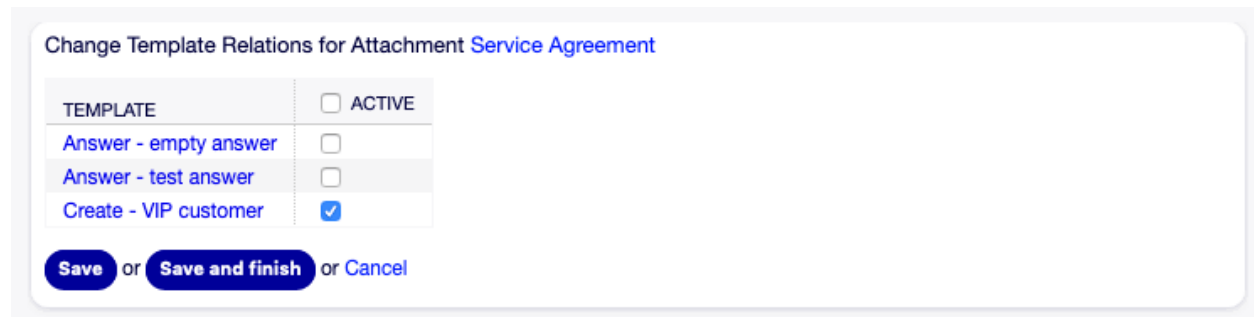 Change Template Relations for Attachment Service Agreement
TEMPLATE ACTIVE
Answer - empty answer
Answer - test answer
Create - VIP customer
Save or Save and finish or Cancel